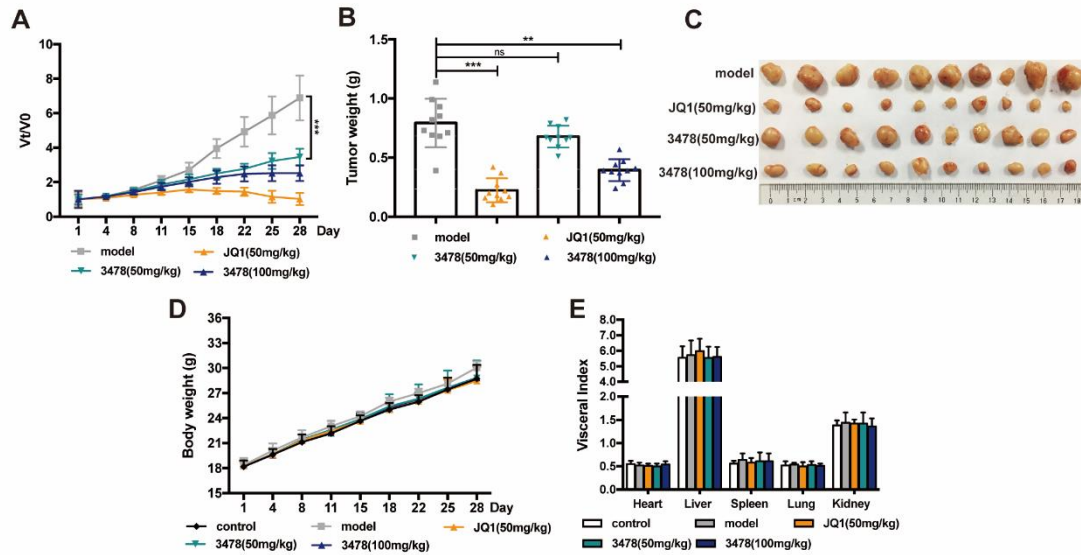 A
Vt/V0
10
8
6
4
2
0
***
1 4 8 11 15 18 22 25 28 Day
model JQ1(50mg/kg)
3478(50mg/kg) 3478(100mg/kg)
B
Tumor weight (g)
1.5
1.0
0.5
0.0
**
ns
***
model JQ1(50mg/kg)
3478(50mg/kg) 3478(100mg/kg)
C
model
JQ1(50mg/kg)
3478(50mg/kg)
3478(100mg/kg)
D
Body weight (g)
36
33
30
27
24
21
18
15
1 4 8 11 15 18 22 25 28 Day
control model JQ1(50mg/kg)
3478(50mg/kg) 3478(100mg/kg)
E
Visceral Index
8.0
7.0
6.0
5.0
4.0
1.5
1.0
0.5
0.0
Heart Liver Spleen Lung Kidney
control model JQ1(50mg/kg)
3478(50mg/kg) 3478(100mg/kg)